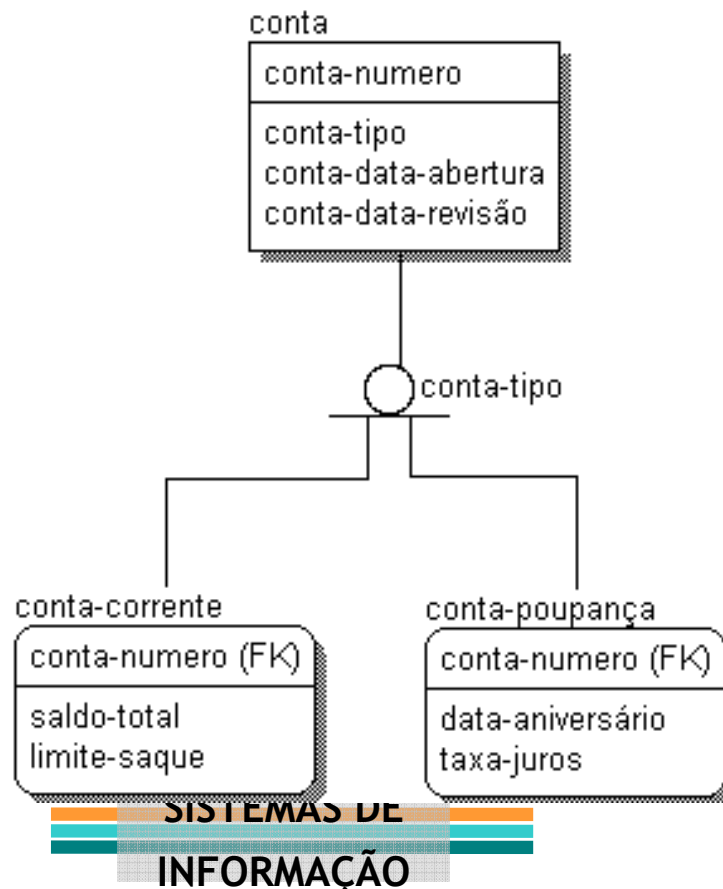 conta
conta-numero
conta-tipo
conta-data-abertura
conta-data-revisão
conta-tipo
conta-corrente
conta-numero (FK)
saldo-total
limite-saque
conta-poupança
conta-numero (FK)
data-aniversário
taxa-juros
SISTEMAS DE
INFORMAÇÃO